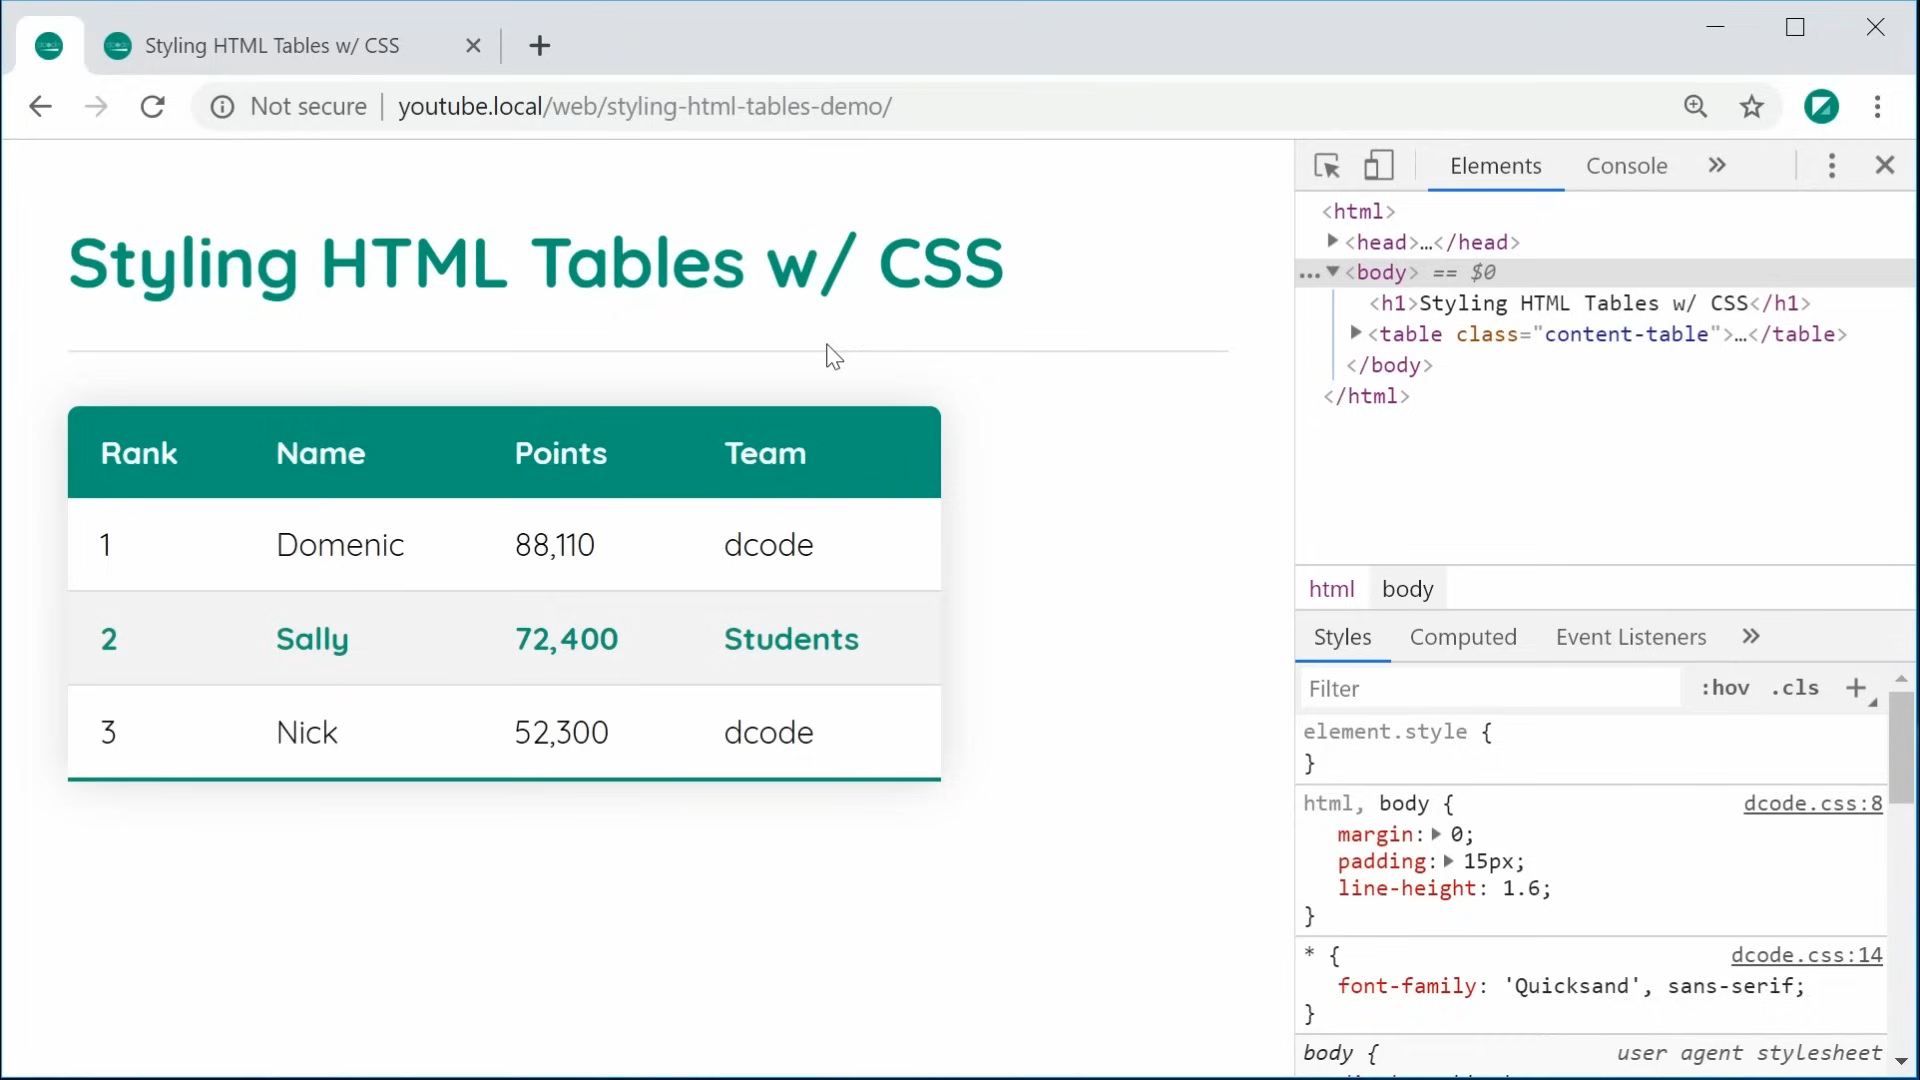 Styling HTML Tables w/ CSS
Not secure | youtube.local/web/styling-html-tables-demo/
Styling HTML Tables w/ CSS
Rank Name Points Team
1 Domenic 88,110 dcode
2 Sally 72,400 Students
3 Nick 52,300 dcode
Elements Console »
<html>
<head>…</head>
… <body> == $0
<h1>Styling HTML Tables w/ CSS</h1>
<table class="content-table">…</table>
</body>
</html>
html body
Styles Computed Event Listeners »
Filter :hov .cls +
element.style {
}
html, body { dcode.css:8
margin: 0;
padding: 15px;
line-height: 1.6;
}
* { dcode.css:14
font-family: 'Quicksand', sans-serif;
}
body { user agent stylesheet